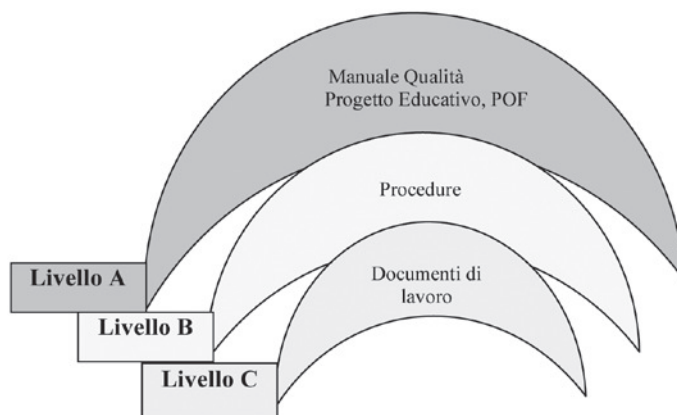 Manuale Qualità
Progetto Educativo, POF
Procedure
Documenti di
lavoro
Livello A
Livello B
Livello C